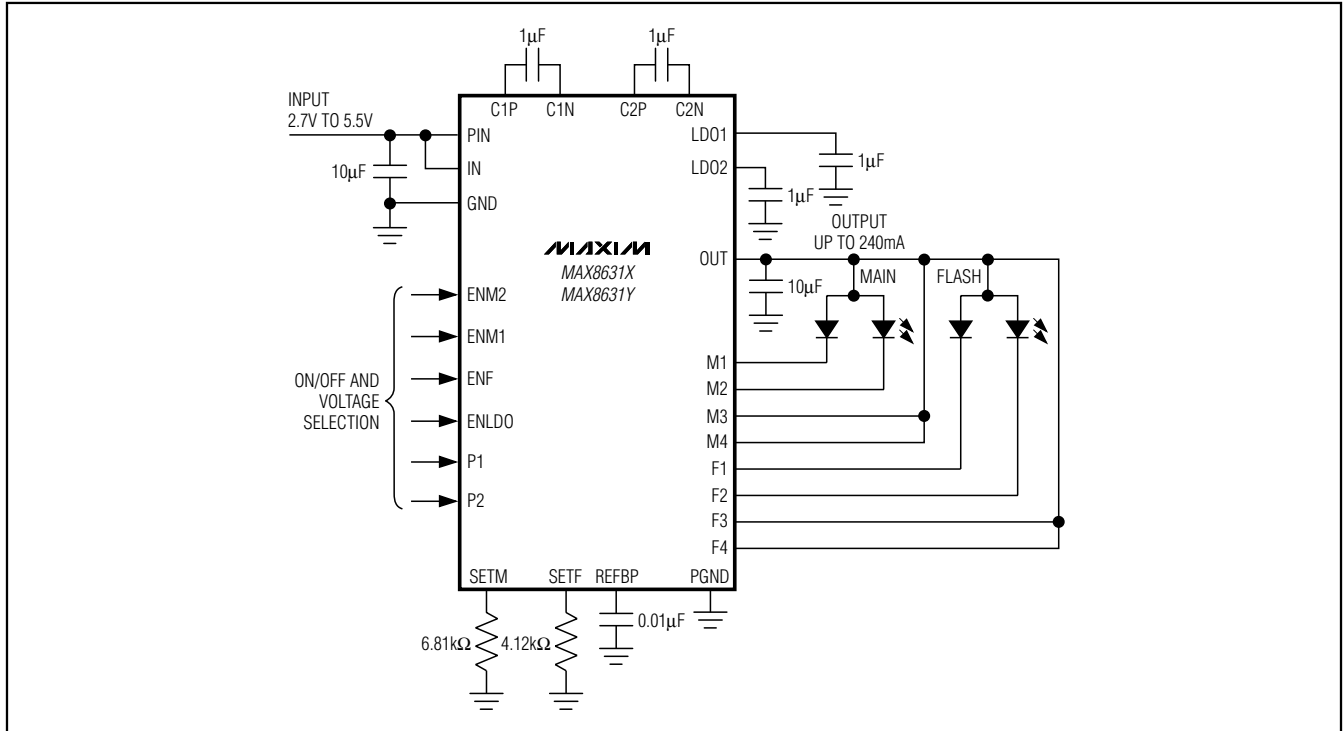 1µF
1µF
C1P
C1N
C2P
C2N
INPUT
2.7V TO 5.5V
PIN
IN
GND
10µF
LDO1
LDO2
1µF
1µF
OUTPUT
UP TO 240mA
OUT
MAIN
FLASH
10µF
MAXIM
MAX8631X
MAX8631Y
ENM2
ENM1
ENF
ENLDO
P1
P2
ON/OFF AND
VOLTAGE
SELECTION
M1
M2
M3
M4
F1
F2
F3
F4
SETM
SETF
REFBP
PGND
6.81kΩ
4.12kΩ
0.01µF